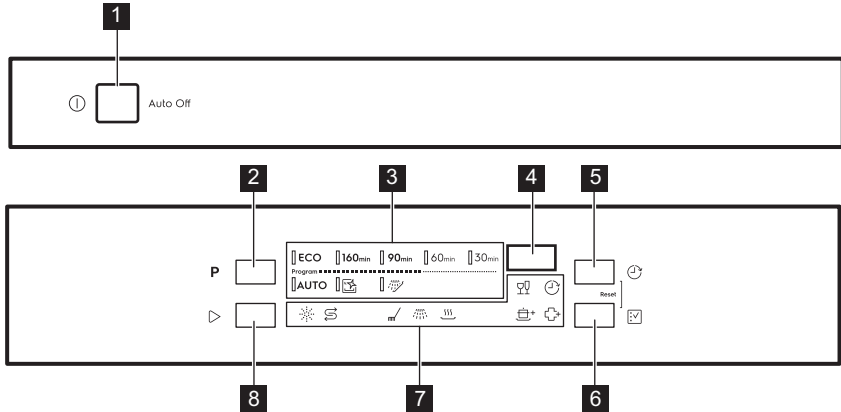 1
Auto Off
2 3 4 5
P ECO 160min 90min 60min 30min
Program
AUTO
Reset
8 7 6